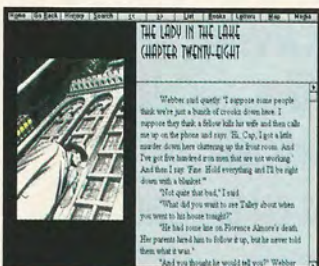 Home Go Back History Search 1↑ 2↓ List Books Letters Map Media
THE LADY IN THE LAKE
CHAPTER TWENTY-EIGHT
Webber said quietly: "I suppose some people
think we're just a bunch of crooks down here. I
suppose they think a fellow kills his wife and then calls
me up on the phone and says: 'Hi, Cap, I got a little
murder down here cluttering up the front room. And
I've got five hundred iron men that are not working.'
And then I say: 'Fine. Hold everything and I'll be right
down with a blanket.'"
"Not quite that bad," I said.
"What did you want to see Talley about when
you went to his house tonight?"
"He had some line on Florence Almore's death.
Her parents hired him to follow it up, but he never told
them what it was."
"And you thought he would tell you?" Webber